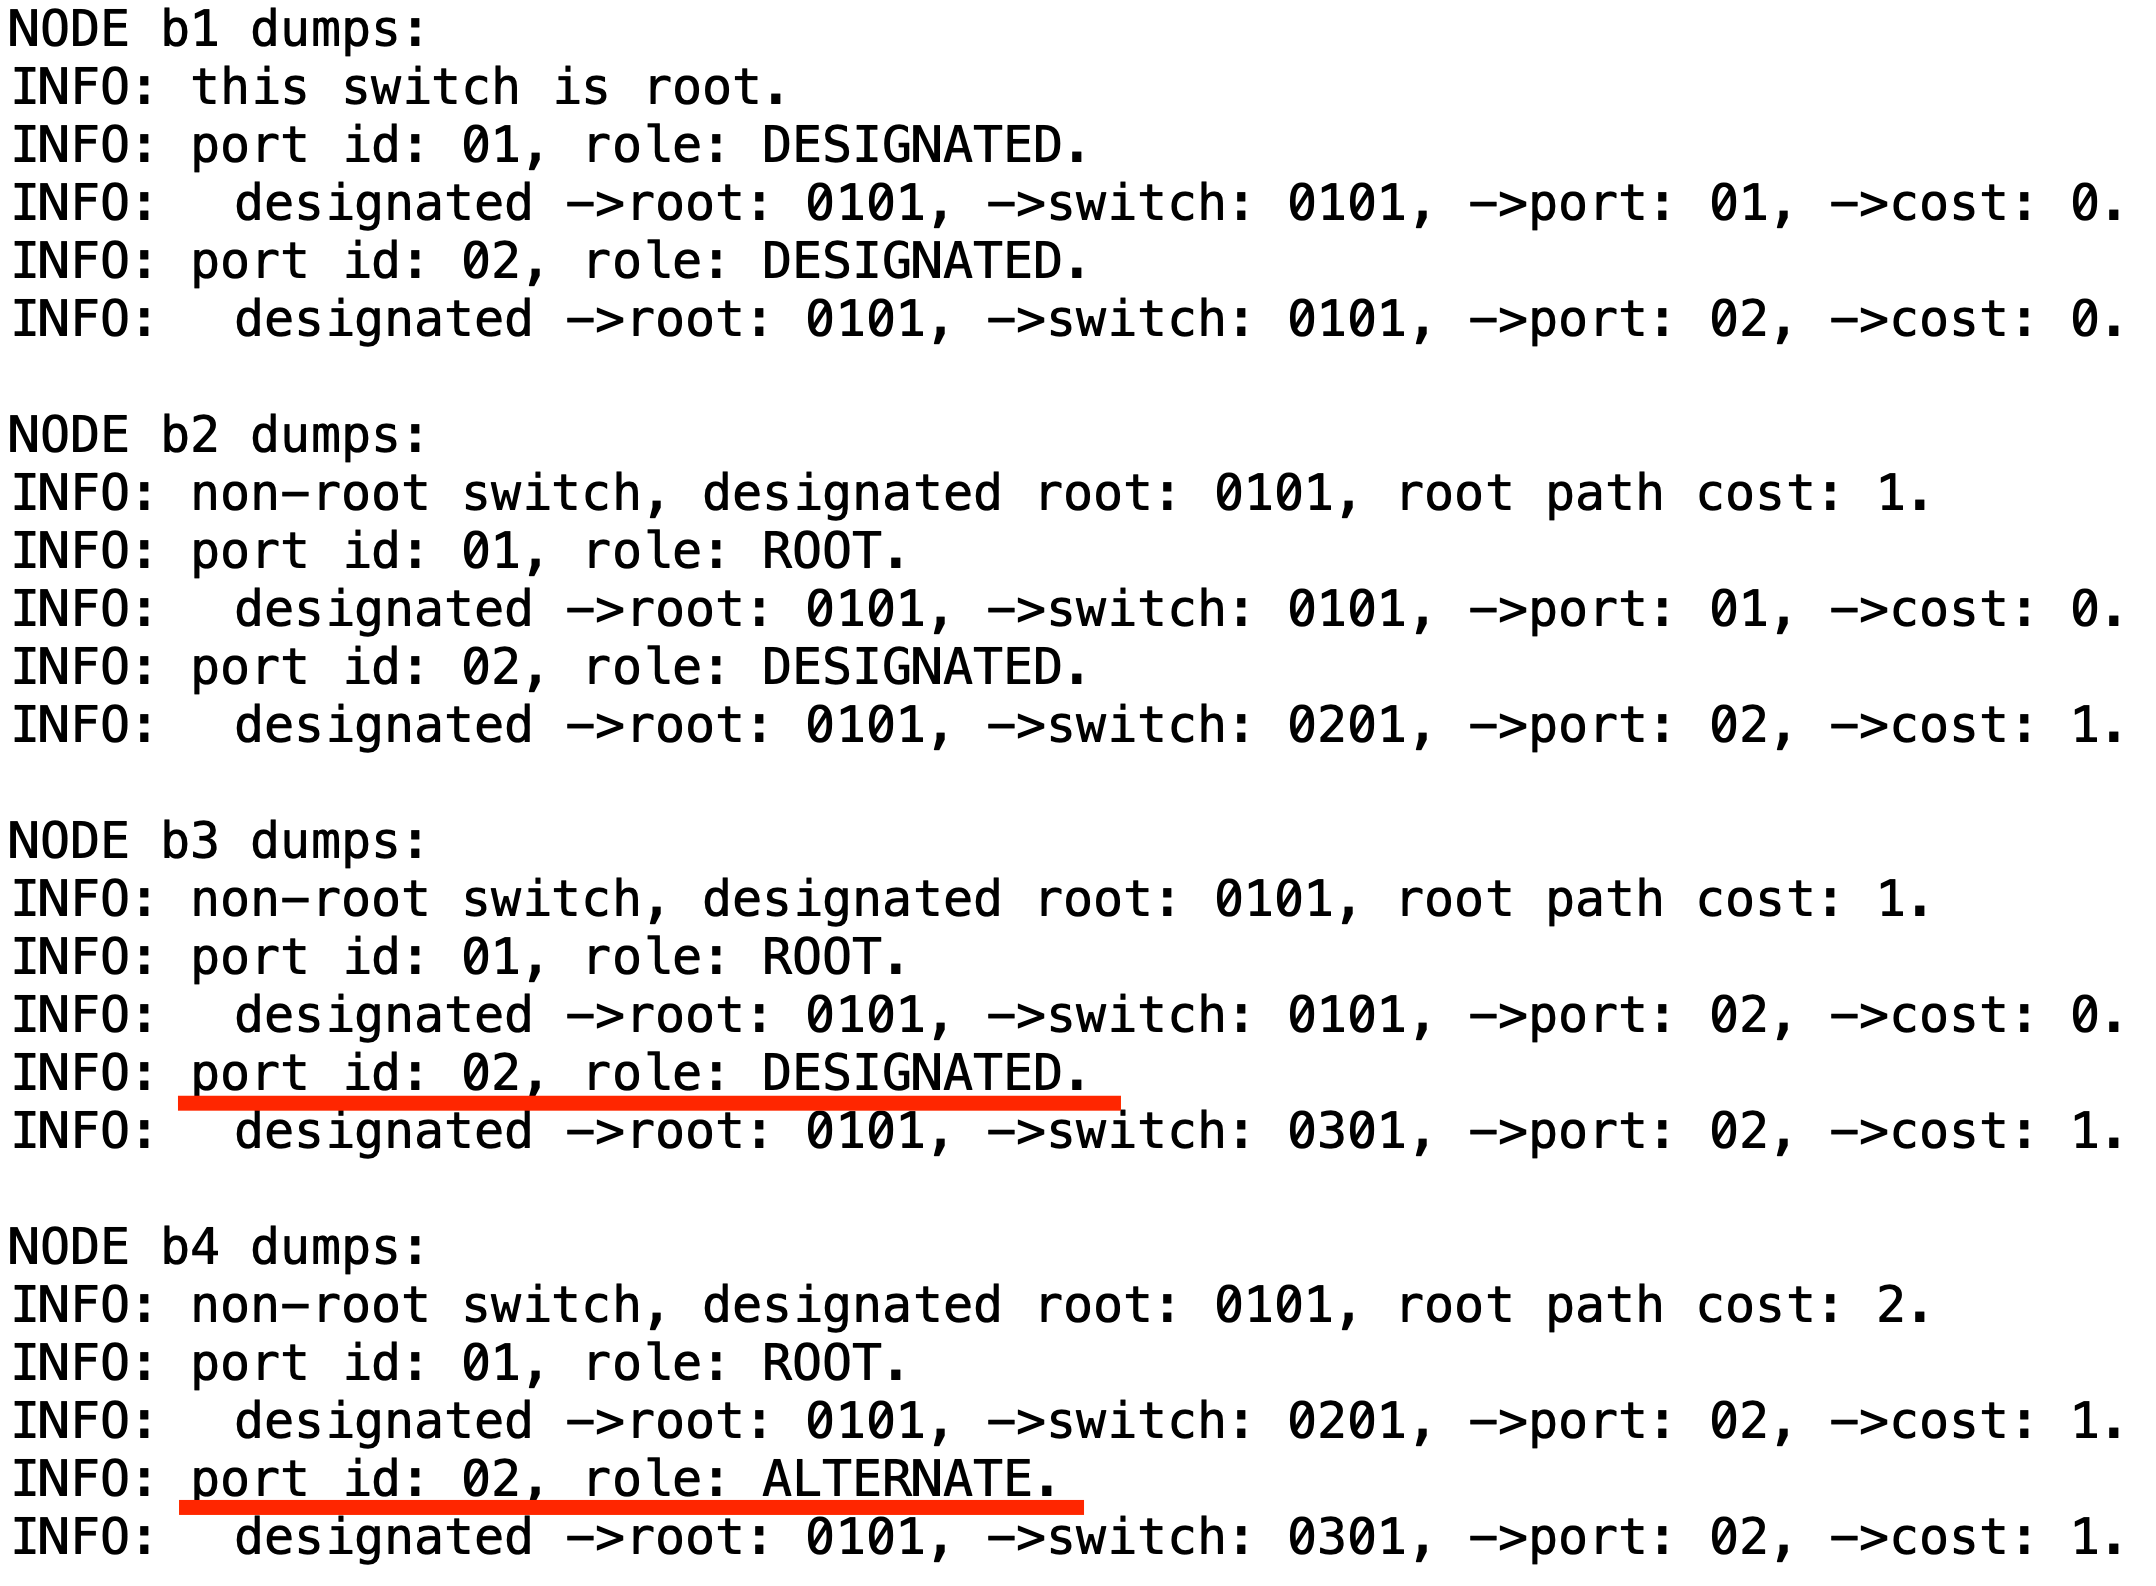 NODE b1 dumps:
INFO: this switch is root.
INFO: port id: 01, role: DESIGNATED.
INFO:   designated ->root: 0101, ->switch: 0101, ->port: 01, ->cost: 0.
INFO: port id: 02, role: DESIGNATED.
INFO:   designated ->root: 0101, ->switch: 0101, ->port: 02, ->cost: 0.

NODE b2 dumps:
INFO: non-root switch, designated root: 0101, root path cost: 1.
INFO: port id: 01, role: ROOT.
INFO:   designated ->root: 0101, ->switch: 0101, ->port: 01, ->cost: 0.
INFO: port id: 02, role: DESIGNATED.
INFO:   designated ->root: 0101, ->switch: 0201, ->port: 02, ->cost: 1.

NODE b3 dumps:
INFO: non-root switch, designated root: 0101, root path cost: 1.
INFO: port id: 01, role: ROOT.
INFO:   designated ->root: 0101, ->switch: 0101, ->port: 02, ->cost: 0.
INFO: port id: 02, role: DESIGNATED.
INFO:   designated ->root: 0101, ->switch: 0301, ->port: 02, ->cost: 1.

NODE b4 dumps:
INFO: non-root switch, designated root: 0101, root path cost: 2.
INFO: port id: 01, role: ROOT.
INFO:   designated ->root: 0101, ->switch: 0201, ->port: 02, ->cost: 1.
INFO: port id: 02, role: ALTERNATE.
INFO:   designated ->root: 0101, ->switch: 0301, ->port: 02, ->cost: 1.